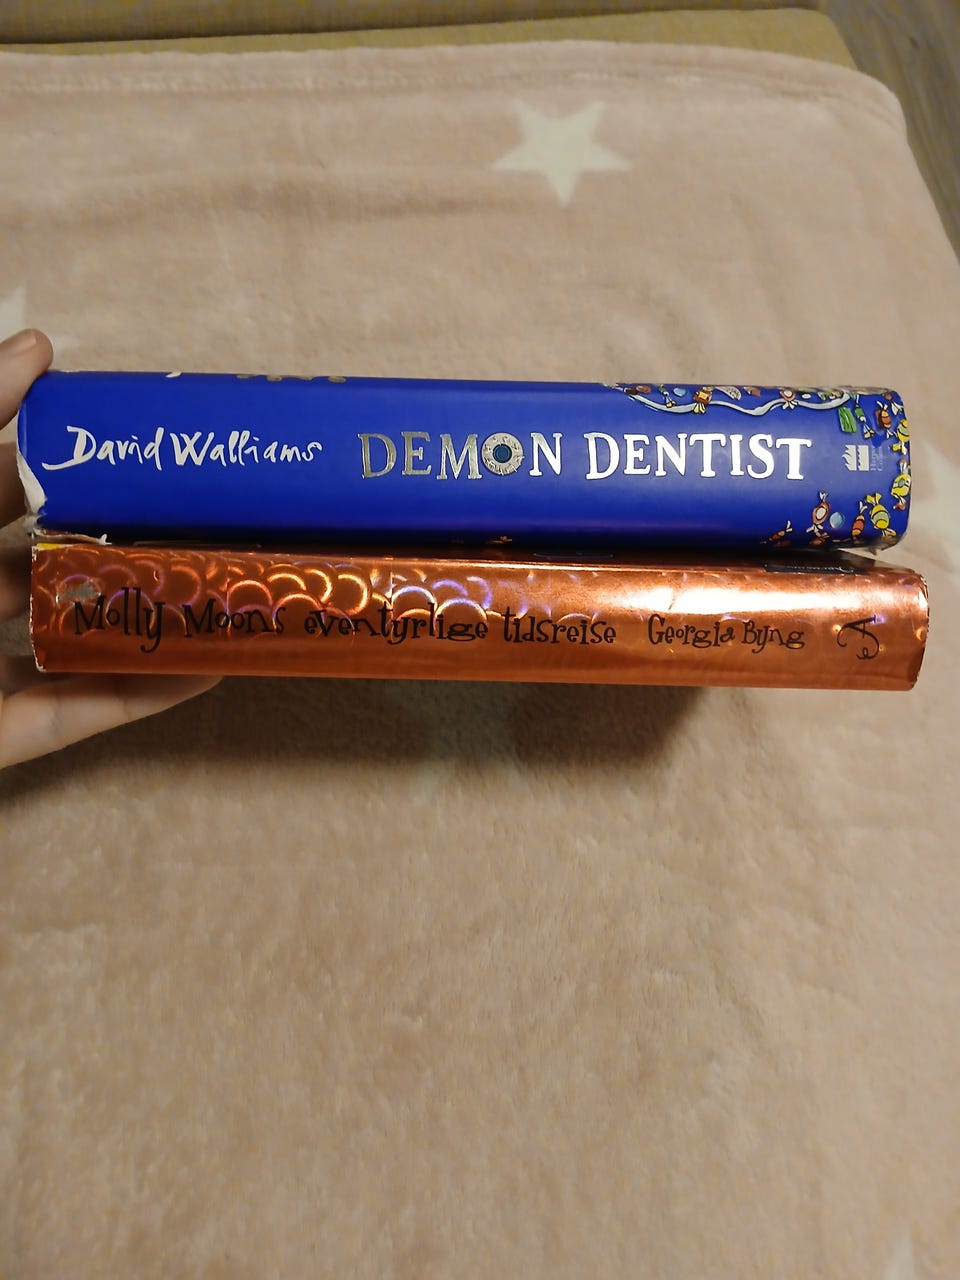 David Walliams DEMON DENTIST
Molly Moons eventyrlige tidsreise Georgia Byng